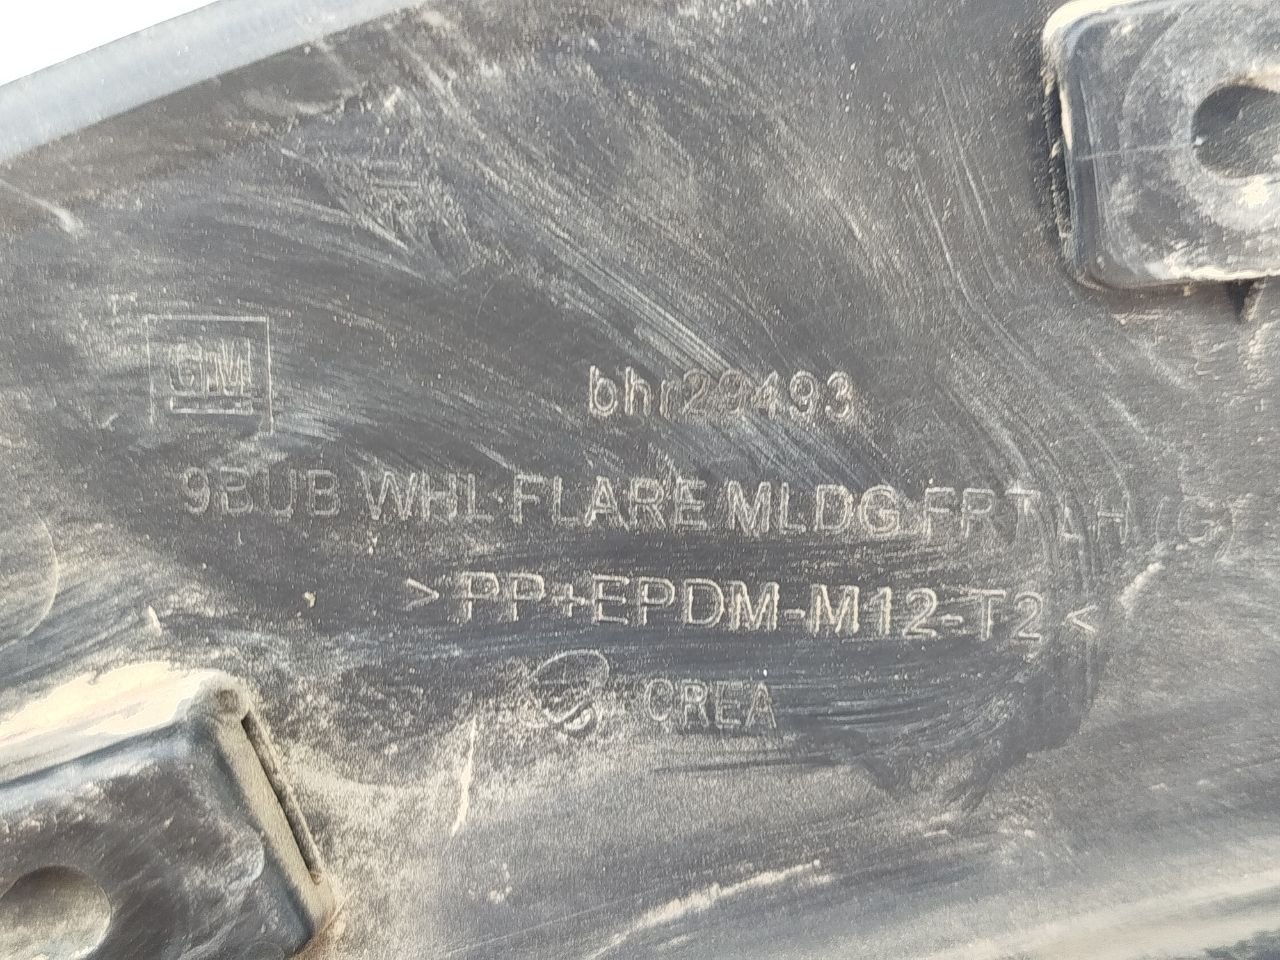 GM
bhr29493
9BUB WHL FLARE MLDG FRT LH (G)
>PP+EPDM-M12-T2<
CREA